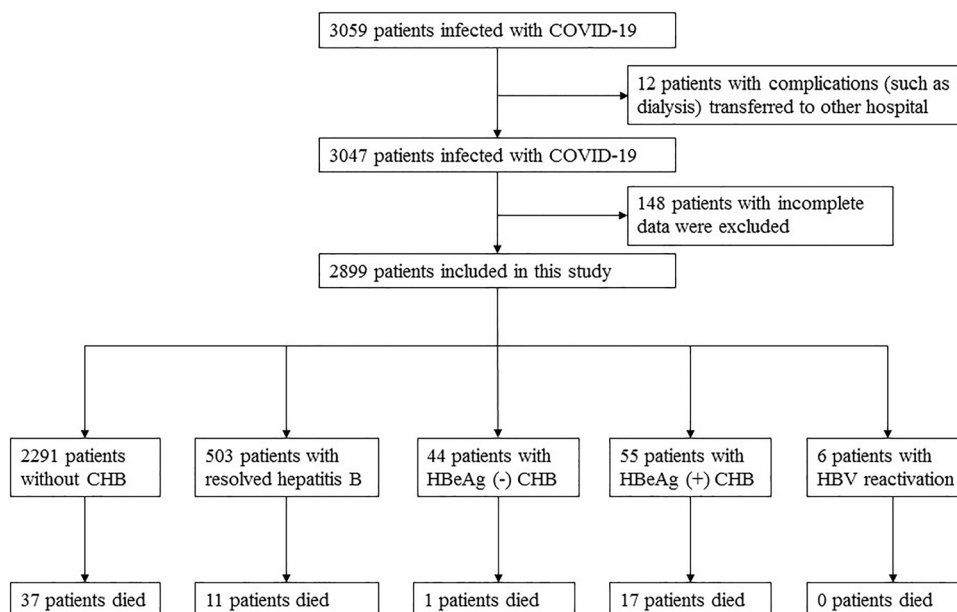 3059 patients infected with COVID-19
12 patients with complications (such as
dialysis) transferred to other hospital
3047 patients infected with COVID-19
148 patients with incomplete
data were excluded
2899 patients included in this study
2291 patients
without CHB
503 patients with
resolved hepatitis B
44 patients with
HBeAg (-) CHB
55 patients with
HBeAg (+) CHB
6 patients with
HBV reactivation
37 patients died
11 patients died
1 patients died
17 patients died
0 patients died